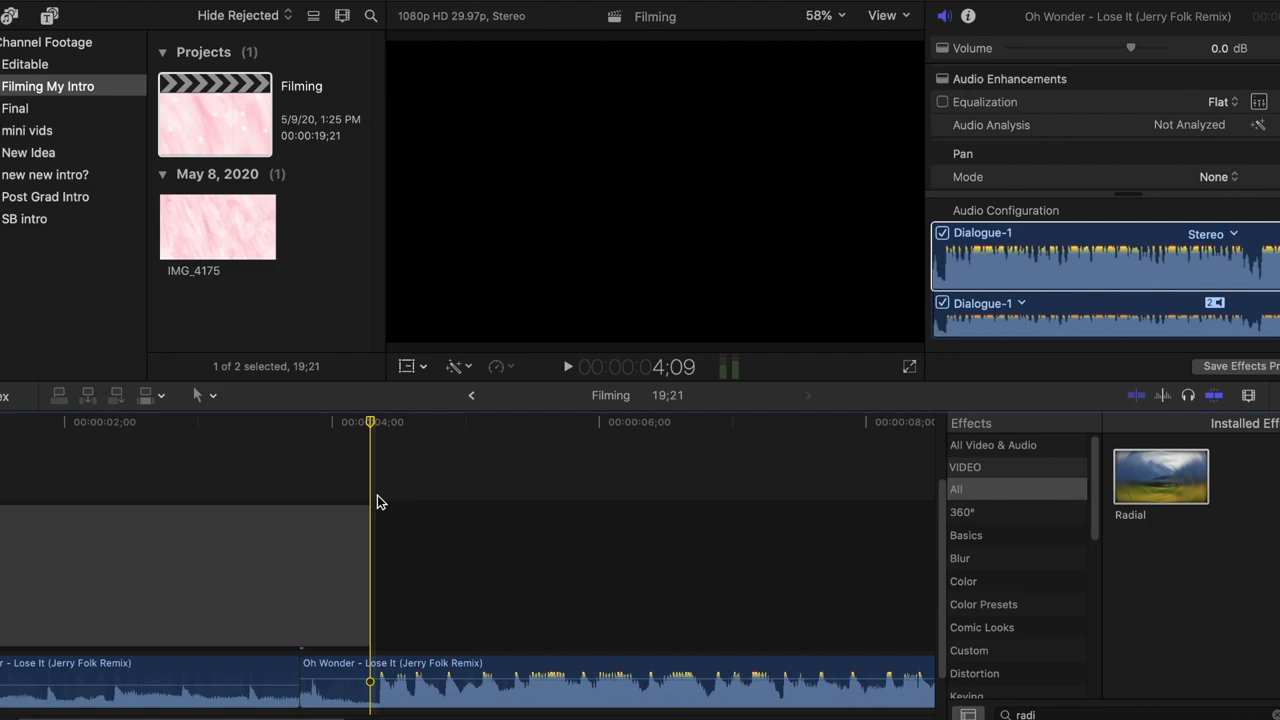 Hide Rejected
1080p HD 29.97p, Stereo
Filming
58%
View
Oh Wonder - Lose It (Jerry Folk Remix)
hannel Footage
Editable
Filming My Intro
Final
mini vids
New Idea
new new intro?
Post Grad Intro
SB intro
Projects (1)
Filming
5/9/20, 1:25 PM
00:00:19;21
May 8, 2020 (1)
IMG_4175
1 of 2 selected, 19;21
00:00:00:04;09
Volume
0.0 dB
Audio Enhancements
Equalization
Flat
Audio Analysis
Not Analyzed
Pan
Mode
None
Audio Configuration
Dialogue-1
Stereo
Dialogue-1
2
Save Effects Pr
ex
Filming
19;21
00:00:02;00
00:00:04;00
00:00:06;00
00:00:08;00
r - Lose It (Jerry Folk Remix)
Oh Wonder - Lose It (Jerry Folk Remix)
Effects
Installed Eff
All Video & Audio
VIDEO
All
360°
Basics
Blur
Color
Color Presets
Comic Looks
Custom
Distortion
Keying
Radial
radi